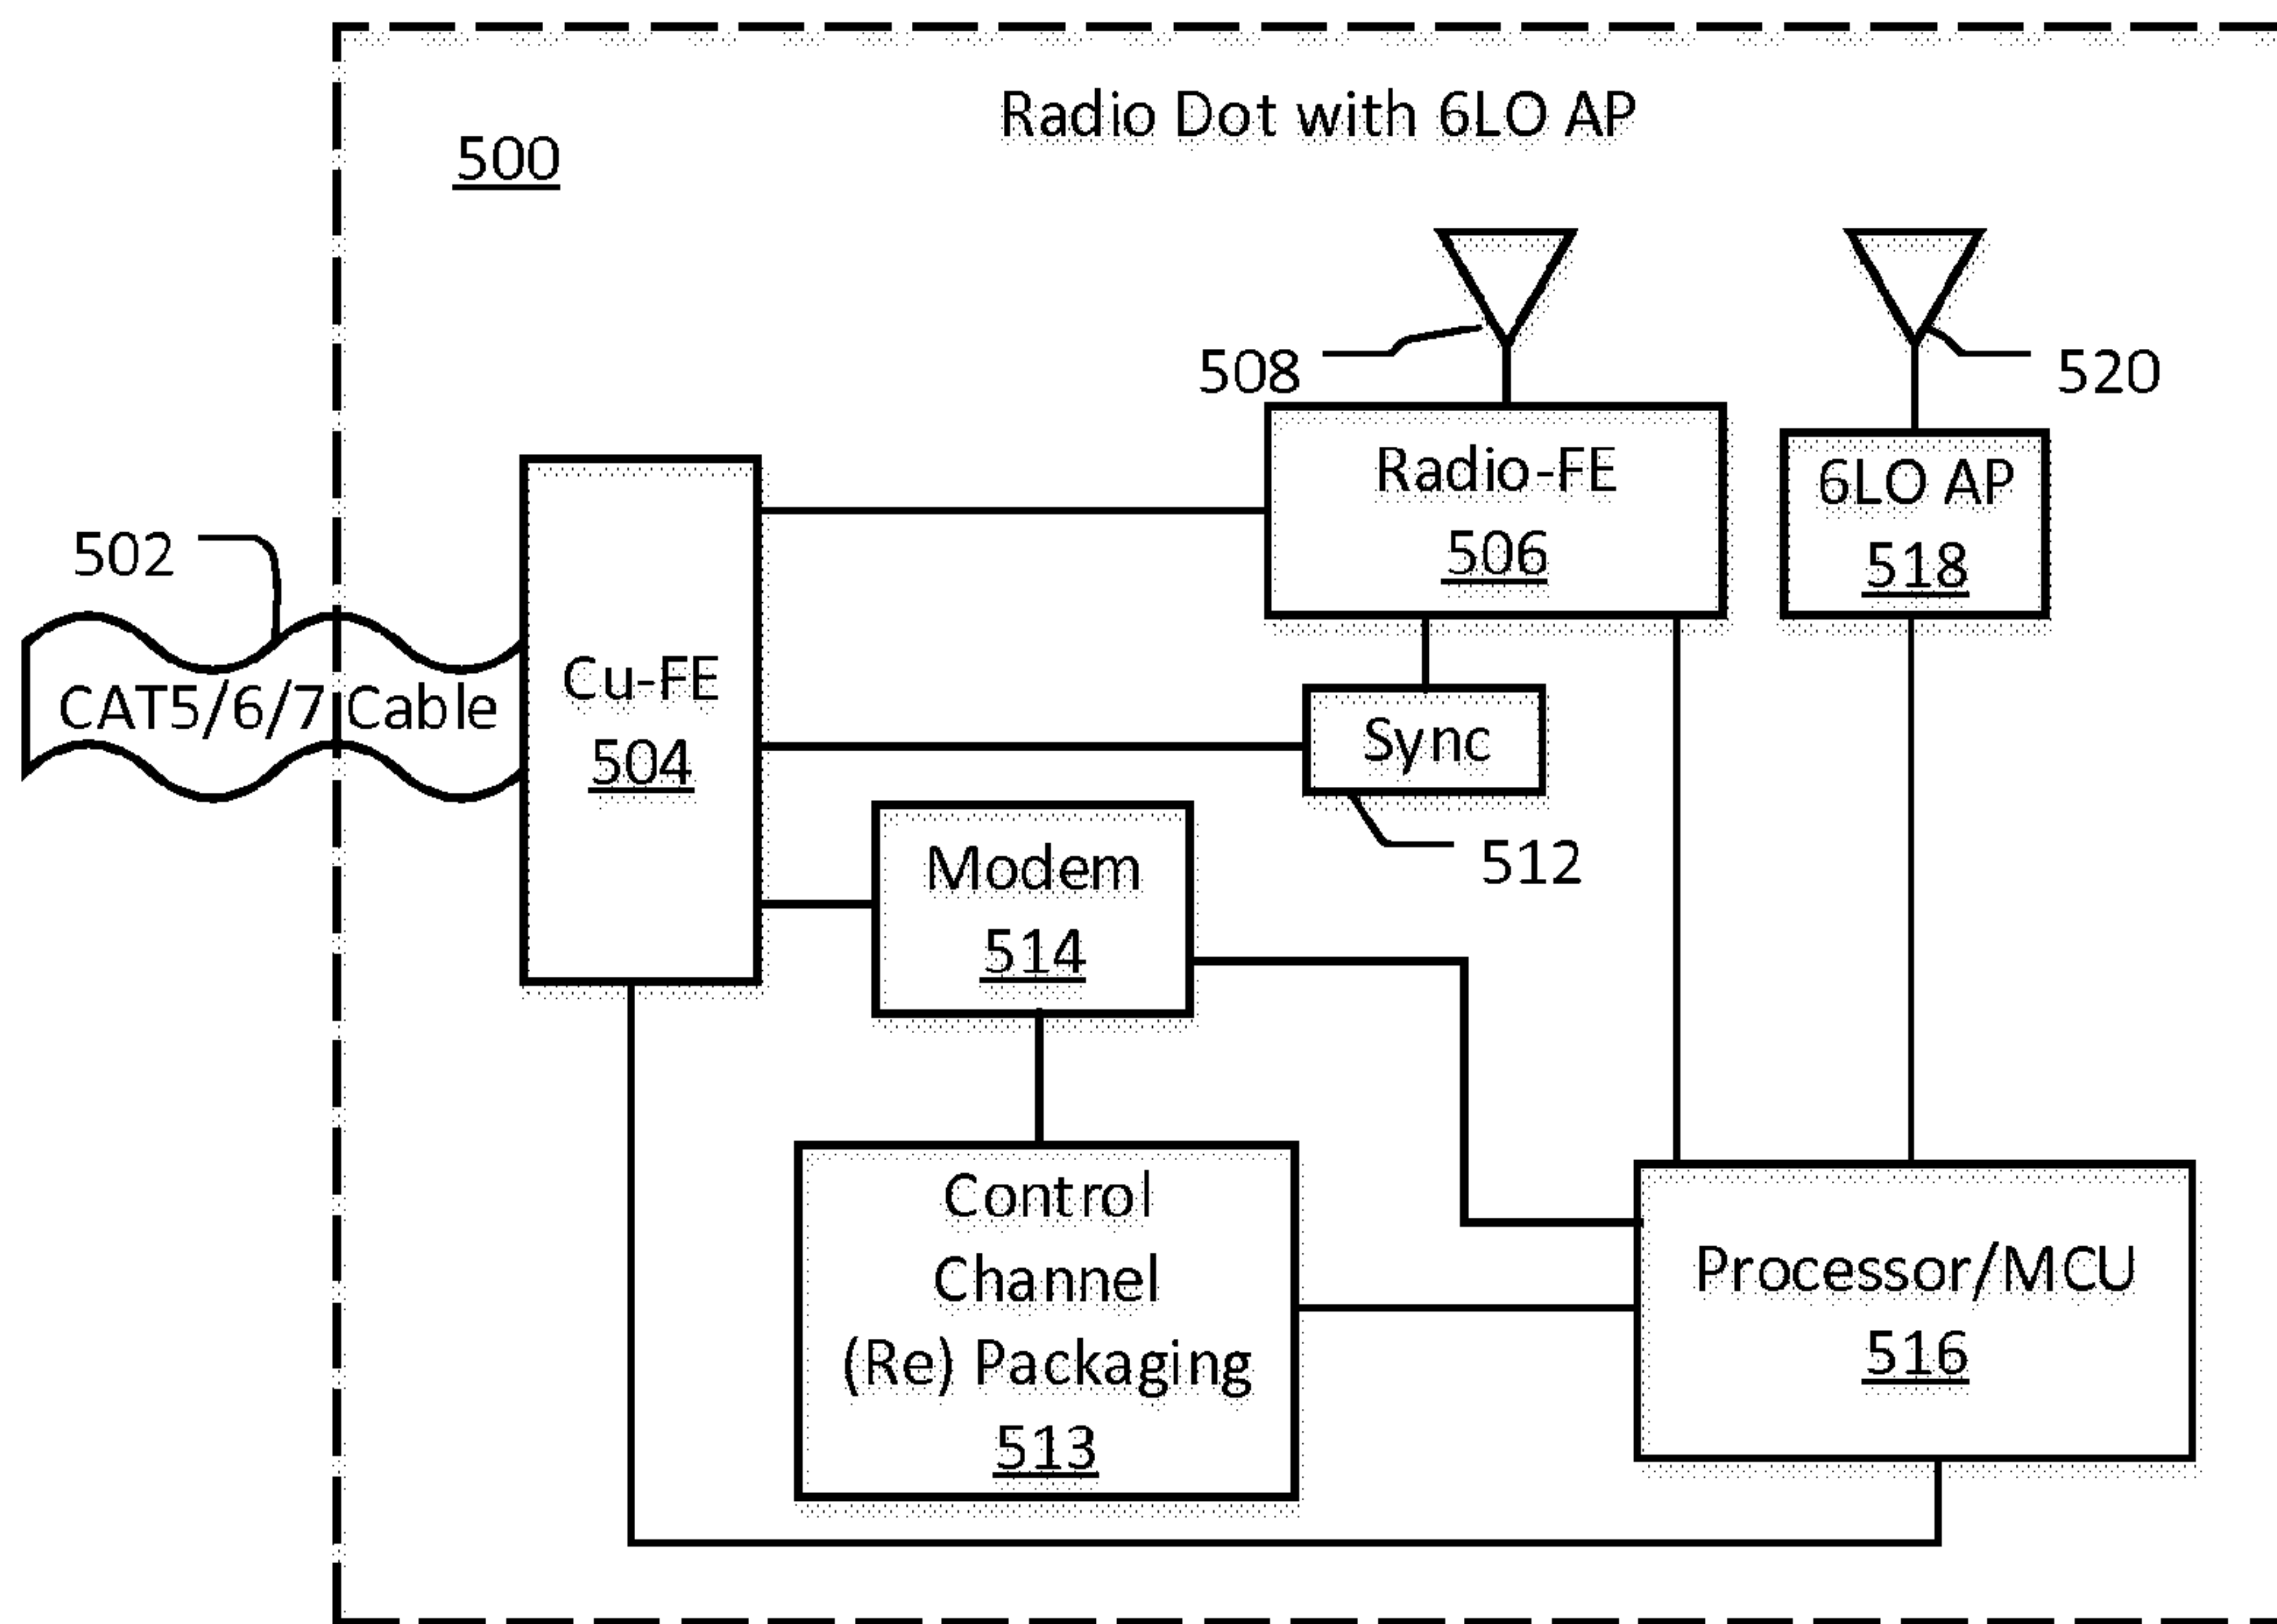 Radio Dot with 6LO AP
500
508
520
Radio-FE
506
6LO AP
518
502
CAT5/6/7 Cable
Cu-FE
504
Sync
512
Modem
514
Control
Channel
(Re) Packaging
513
Processor/MCU
516